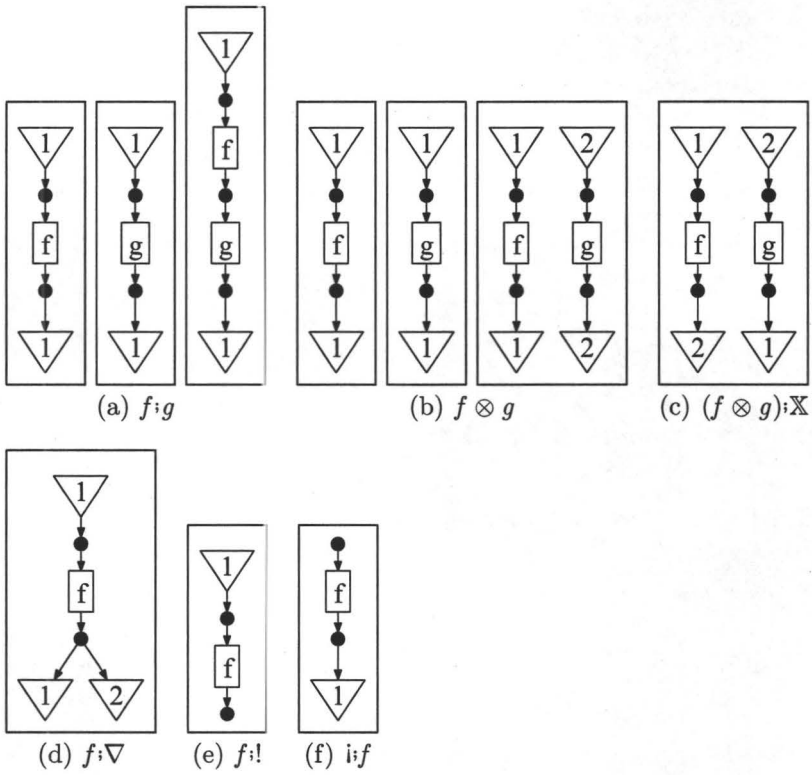 1 1 1 1 1 1 2 1 2
f g f g f g f g f g
1 1 1 1 1 1 2 2 1
(a) f;g (b) f ⊗ g (c) (f ⊗ g);𝕏
1 1
f f f
1 2 1
(d) f;∇ (e) f;! (f) ¡;f